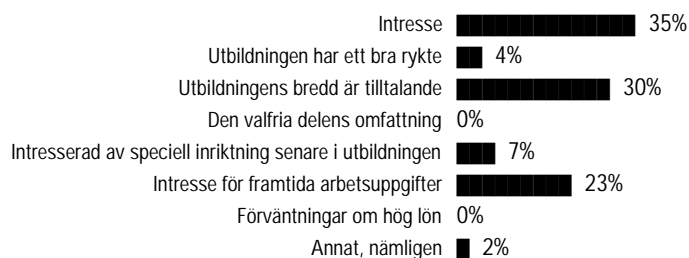 Intresse 35%
Utbildningen har ett bra rykte 4%
Utbildningens bredd är tilltalande 30%
Den valfria delens omfattning 0%
Intresserad av speciell inriktning senare i utbildningen 7%
Intresse för framtida arbetsuppgifter 23%
Förväntningar om hög lön 0%
Annat, nämligen 2%